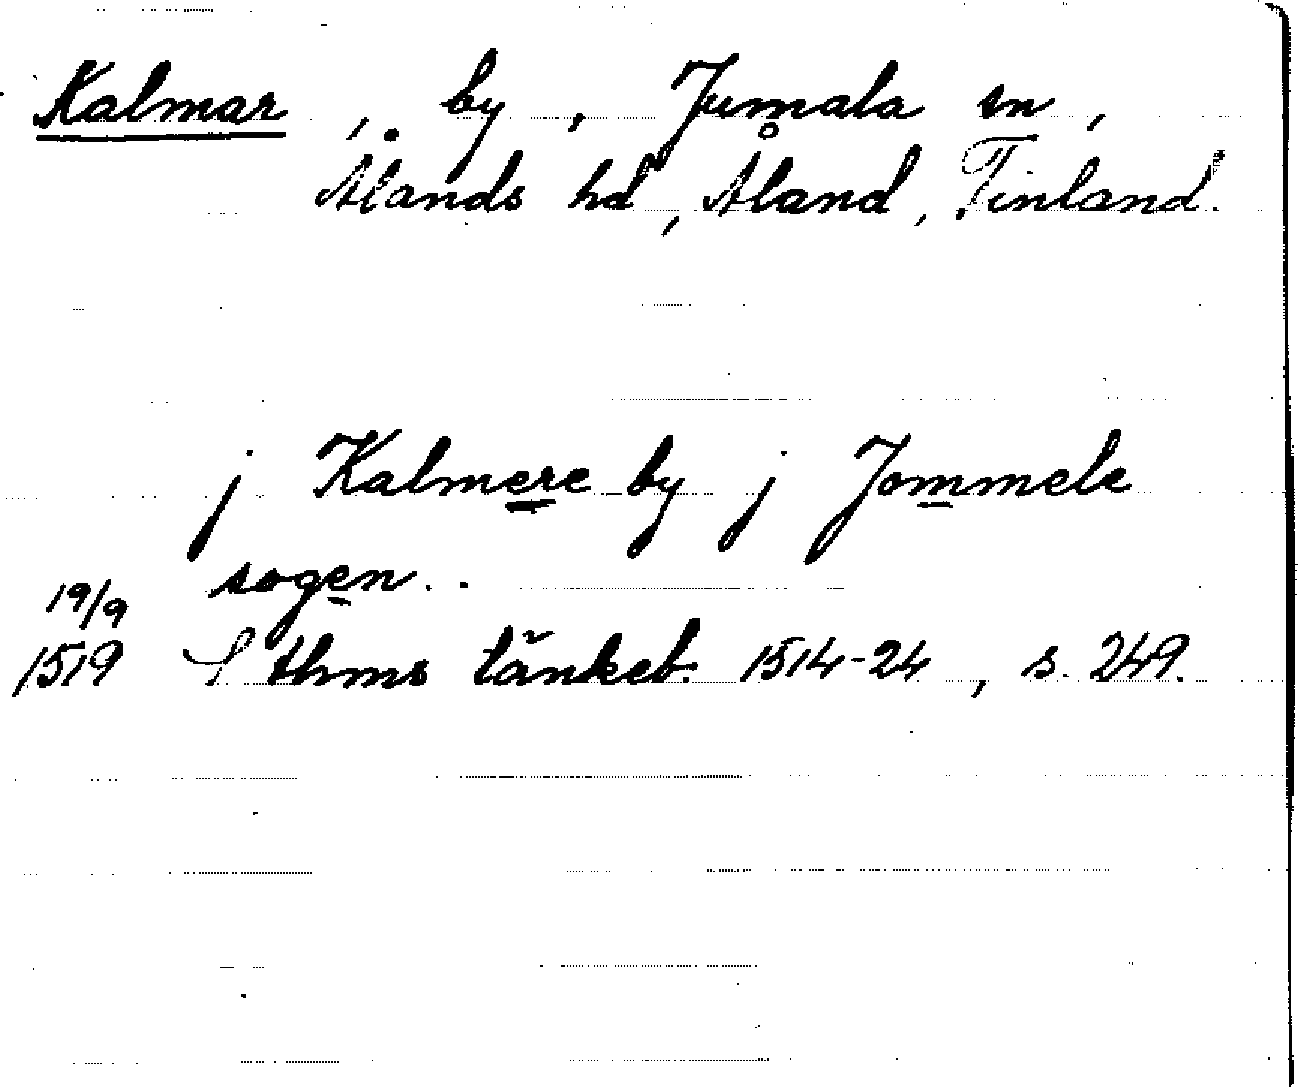 Kalmar, by, Jumala sn,
Ålands hd, Åland, Finland.
j Kalmere by j Jommele
sogen..
19/9
1519 Sthms tänkeb. 1514-24, s. 249.